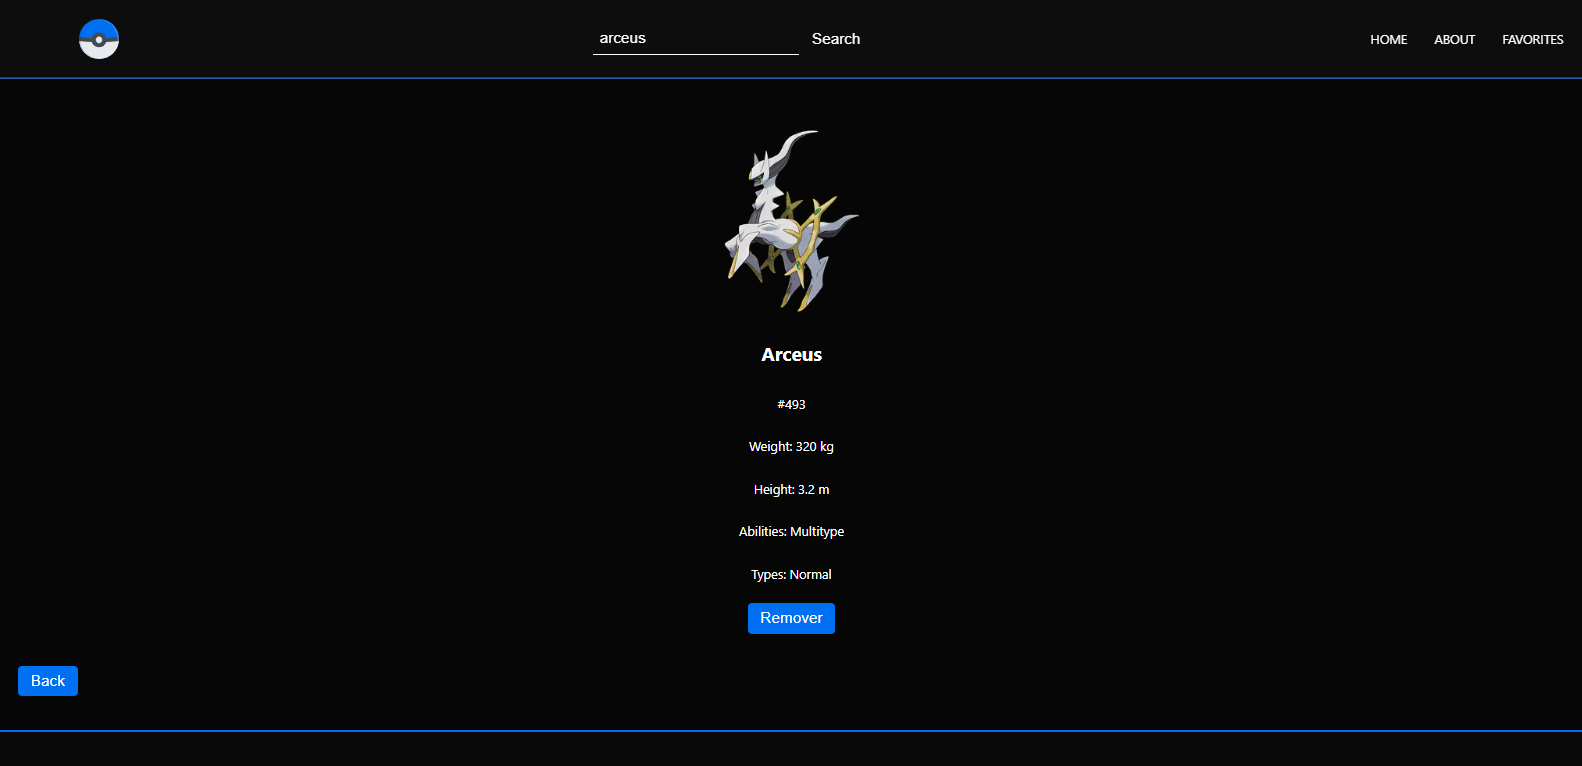 arceus
Search
HOME
ABOUT
FAVORITES
Arceus
#493
Weight: 320 kg
Height: 3.2 m
Abilities: Multitype
Types: Normal
Remover
Back